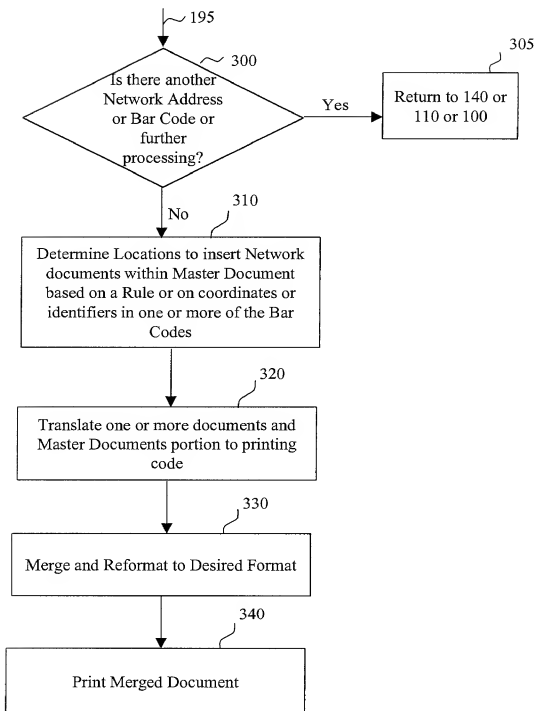 195
300
305
Is there another
Network Address
or Bar Code or
further
processing?
Yes
Return to 140 or
110 or 100
No
310
Determine Locations to insert Network
documents within Master Document
based on a Rule or on coordinates or
identifiers in one or more of the Bar
Codes
320
Translate one or more documents and
Master Documents portion to printing
code
330
Merge and Reformat to Desired Format
340
Print Merged Document